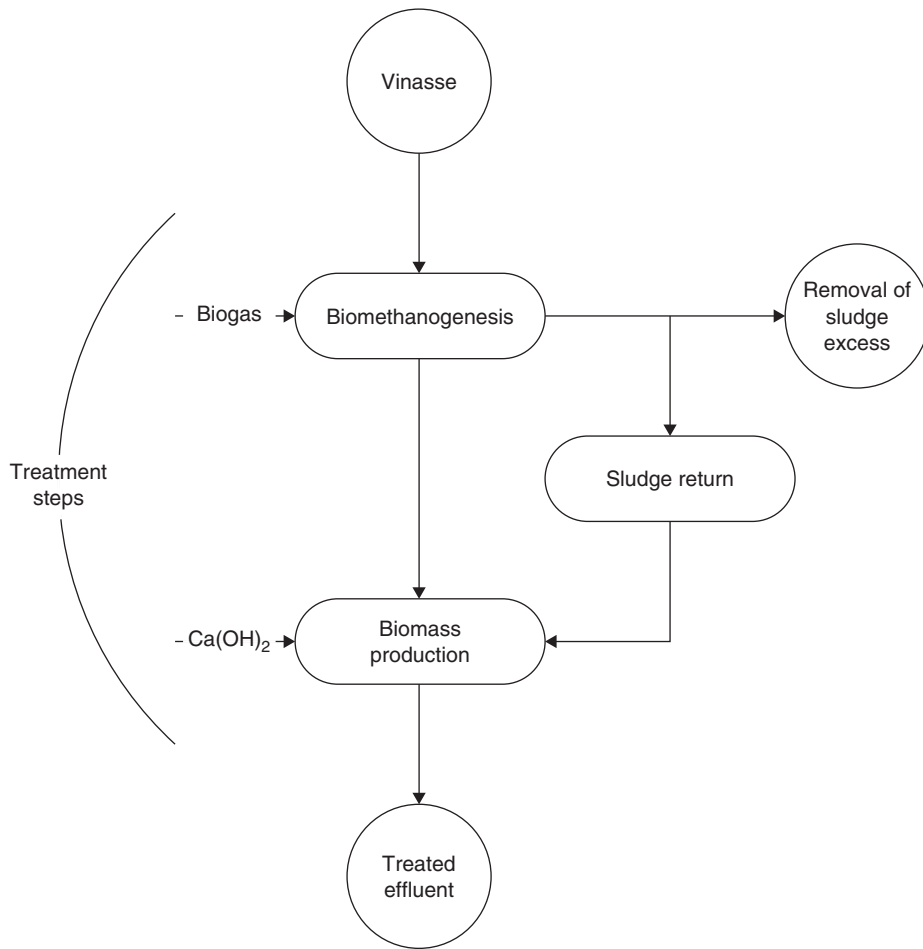 Vinasse
Removal of
sludge
excess
Biogas
Biomethanogenesis
Treatment
steps
Sludge return
Ca(OH)₂
Biomass
production
Treated
effluent